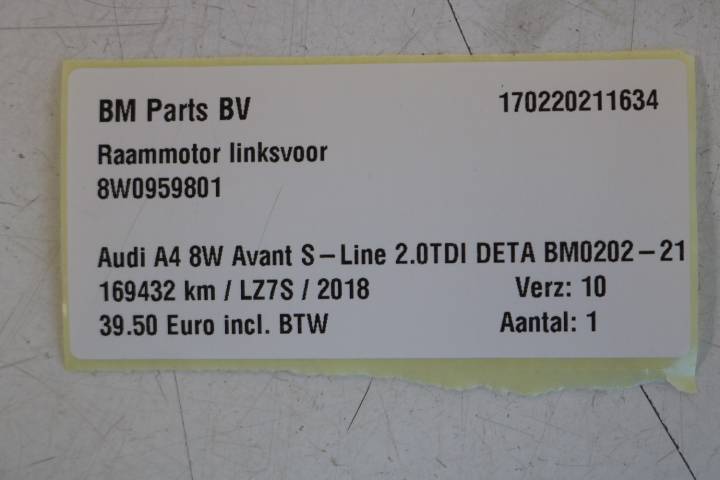 BM Parts BV 170220211634
Raammotor linksvoor
8W0959801
Audi A4 8W Avant S-Line 2.0TDI DETA BM0202-21
169432 km / LZ7S / 2018 Verz: 10
39.50 Euro incl. BTW Aantal: 1